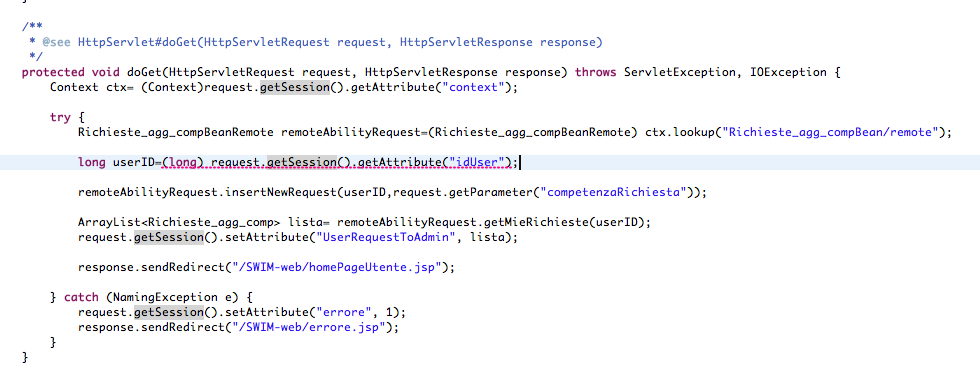 }
/**
 * @see HttpServlet#doGet(HttpServletRequest request, HttpServletResponse response)
 */
protected void doGet(HttpServletRequest request, HttpServletResponse response) throws ServletException, IOException {
    Context ctx= (Context)request.getSession().getAttribute("context");
    try {
        Richieste_agg_compBeanRemote remoteAbilityRequest=(Richieste_agg_compBeanRemote) ctx.lookup("Richieste_agg_compBean/remote");
        long userID=(long) request.getSession().getAttribute("idUser");
        remoteAbilityRequest.insertNewRequest(userID,request.getParameter("competenzaRichiesta"));
        ArrayList<Richieste_agg_comp> lista= remoteAbilityRequest.getMieRichieste(userID);
        request.getSession().setAttribute("UserRequestToAdmin", lista);
        response.sendRedirect("/SWIM-web/homePageUtente.jsp");
    } catch (NamingException e) {
        request.getSession().setAttribute("errore", 1);
        response.sendRedirect("/SWIM-web/errore.jsp");
    }
}